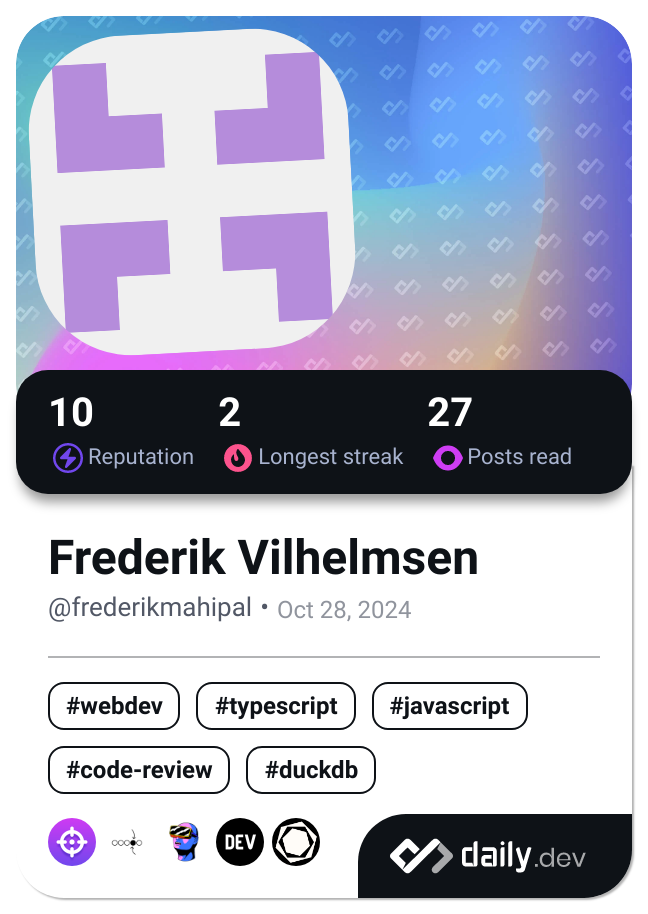 10 2 27
Reputation Longest streak Posts read
Frederik Vilhelmsen
@frederikmahipal • Oct 28, 2024
#webdev #typescript #javascript
#code-review #duckdb
DEV
daily.dev